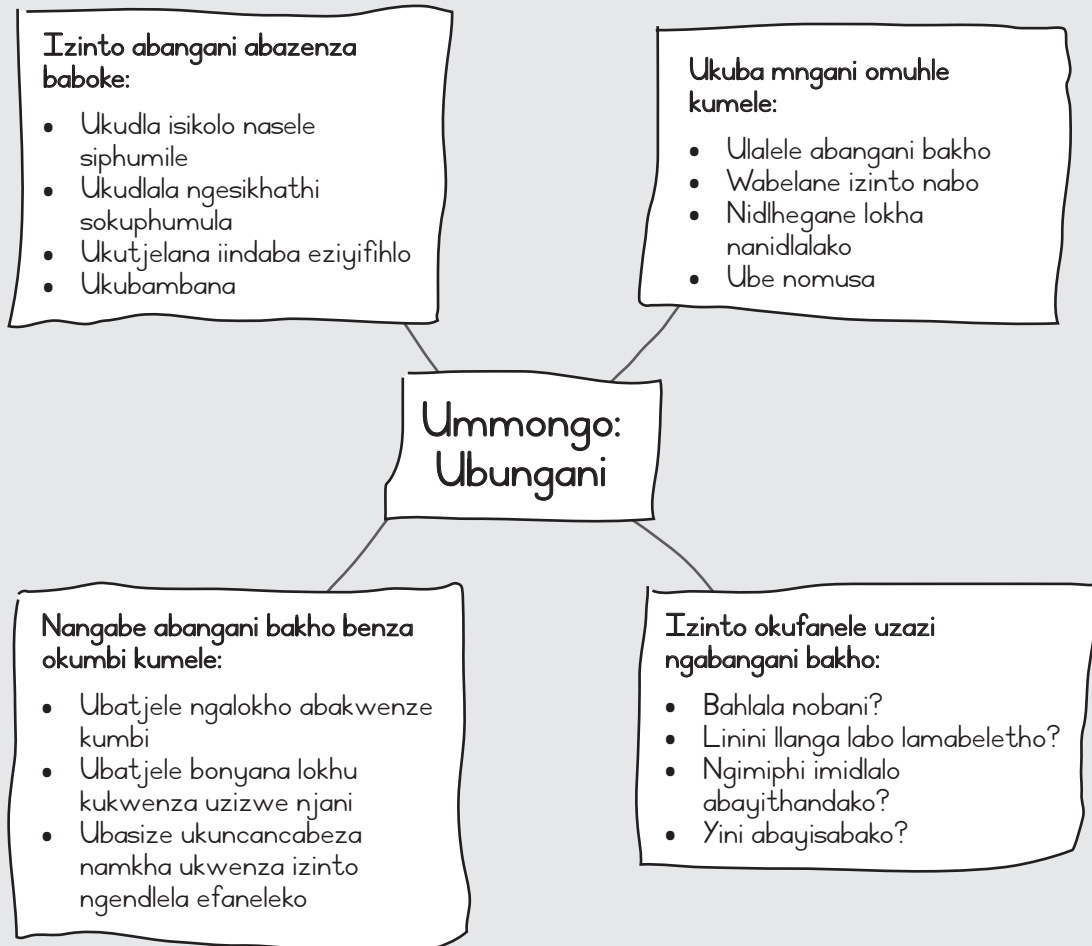 Izinto abangani abazenza
baboke:
• Ukudla isikolo nasele
siphumile
• Ukudlala ngesikhathi
sokuphumula
• Ukutjelana iindaba eziyifihlo
• Ukubambana
Ukuba mngani omuhle
kumele:
• Ulalele abangani bakho
• Wabelane izinto nabo
• Nidlhegane lokha
nanidlalako
• Ube nomusa
Ummongo:
Ubungani
Nangabe abangani bakho benza
okumbi kumele:
• Ubatjele ngalokho abakwenze
kumbi
• Ubatjele bonyana lokhu
kukwenza uzizwe njani
• Ubasize ukuncancabeza
namkha ukwenza izinto
ngendlela efaneleko
Izinto okufanele uzazi
ngabangani bakho:
• Bahlala nobani?
• Linini llanga labo lamabeletho?
• Ngimiphi imidlalo
abayithandako?
• Yini abayisabako?